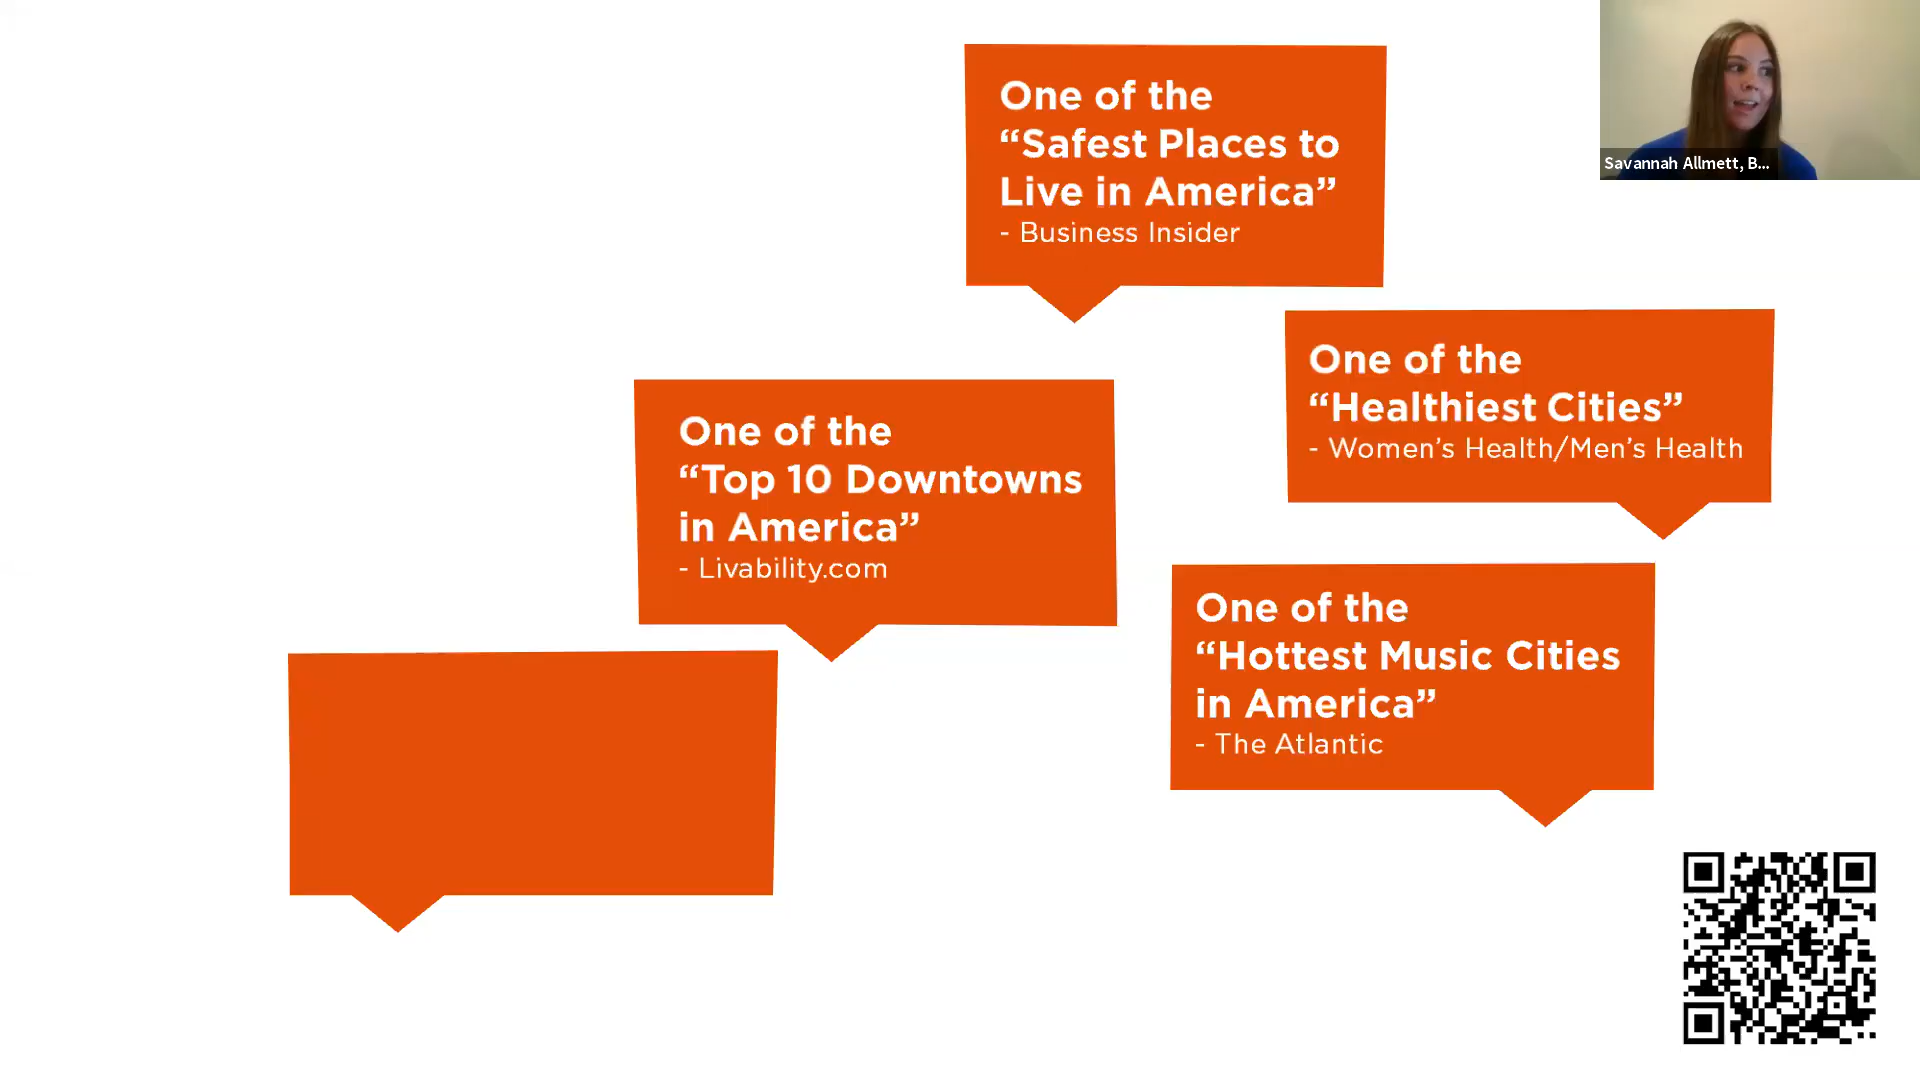 One of the
“Safest Places to
Live in America”
- Business Insider
Savannah Allmett, B...
One of the
“Healthiest Cities”
- Women’s Health/Men’s Health
One of the
“Top 10 Downtowns
in America”
- Livability.com
One of the
“Hottest Music Cities
in America”
- The Atlantic